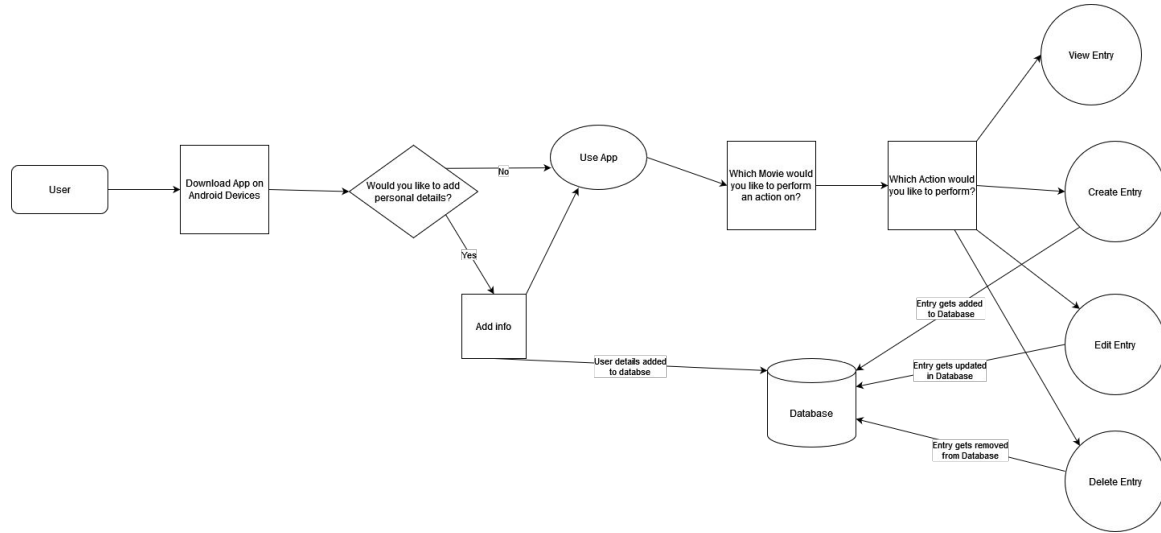 View Entry
User
Download App on
Android Devices
Would you like to add
personal details?
No
Yes
Use App
Which Movie would
you like to perform
an action on?
Which Action would
you like to perform?
Create Entry
Add info
User details added
to databse
Entry gets added
to Database
Entry gets updated
in Database
Edit Entry
Database
Entry gets removed
from Database
Delete Entry